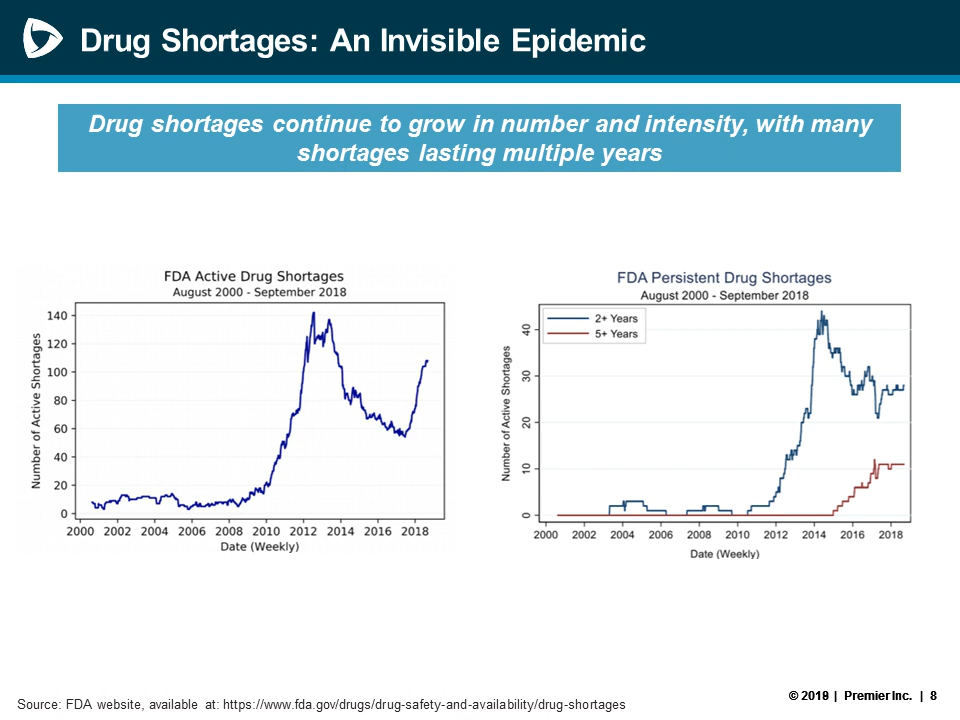 Drug Shortages: An Invisible Epidemic
Drug shortages continue to grow in number and intensity, with many
shortages lasting multiple years
FDA Active Drug Shortages
August 2000 - September 2018
Number of Active Shortages
140
120
100
80
60
40
20
0
2000 2002 2004 2006 2008 2010 2012 2014 2016 2018
Date (Weekly)
FDA Persistent Drug Shortages
August 2000 - September 2018
2+ Years
5+ Years
Number of Active Shortages
40
30
20
10
0
2000 2002 2004 2006 2008 2010 2012 2014 2016 2018
Date (Weekly)
Source: FDA website, available at: https://www.fda.gov/drugs/drug-safety-and-availability/drug-shortages
© | Premier Inc. | 8